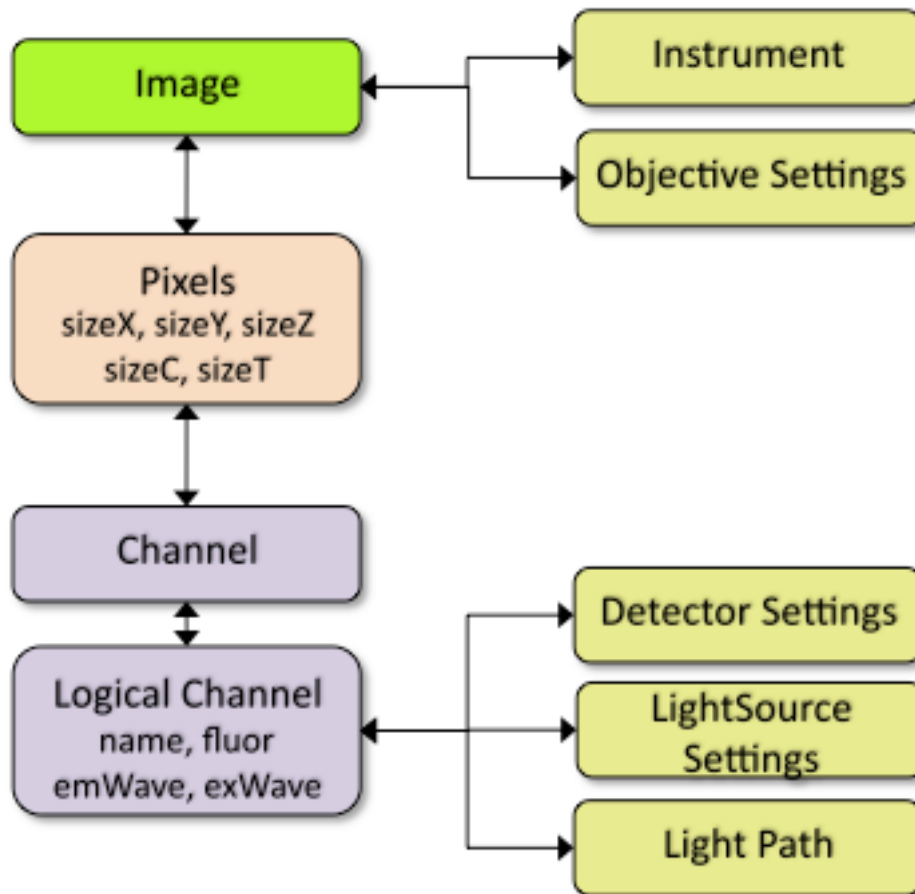 Image
Instrument
Objective Settings
Pixels
sizeX, sizeY, sizeZ
sizeC, sizeT
Channel
Logical Channel
name, fluor
emWave, exWave
Detector Settings
LightSource
Settings
Light Path